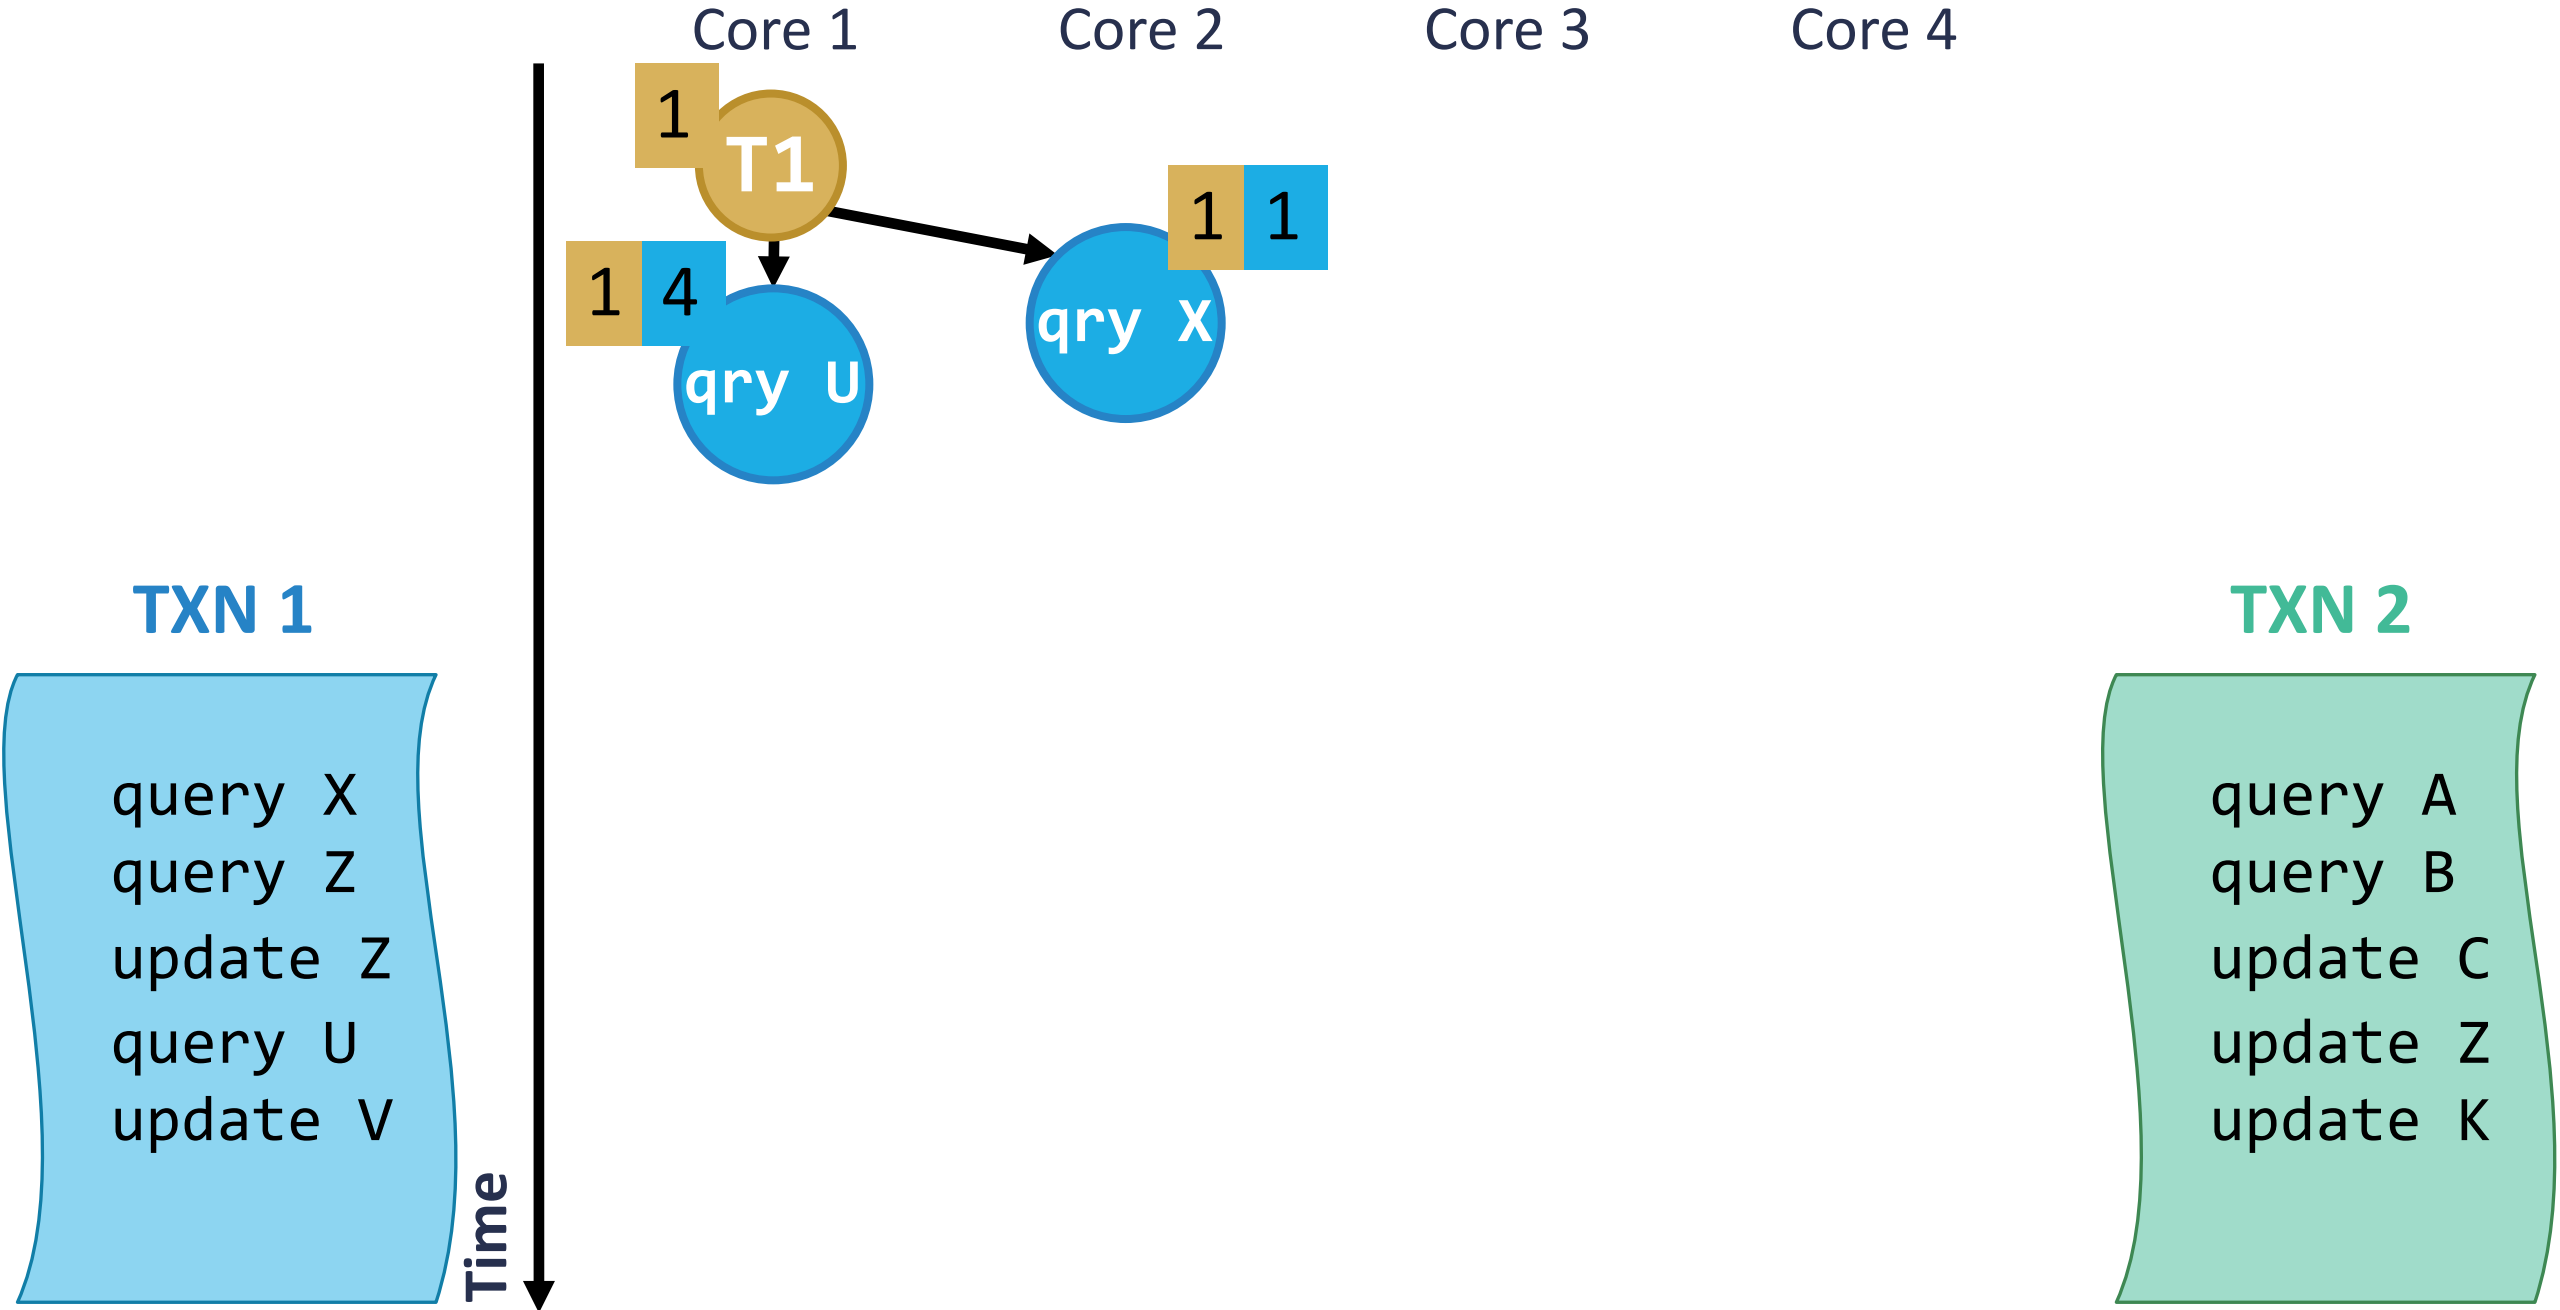 Core 1 Core 2 Core 3 Core 4
1
T1
1 1
1 4
qry X
qry U
TXN 1
query X
query Z
update Z
query U
update V
Time
TXN 2
query A
query B
update C
update Z
update K